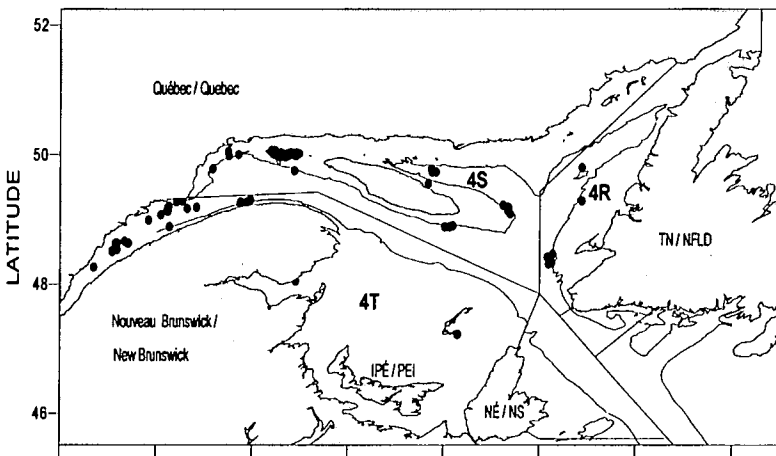 52
Québec / Quebec
50
4S
4R
LATITUDE
TN / NFLD
48
Nouveau Brunswick /
New Brunswick
4T
IPÉ / PEI
NÉ / NS
46